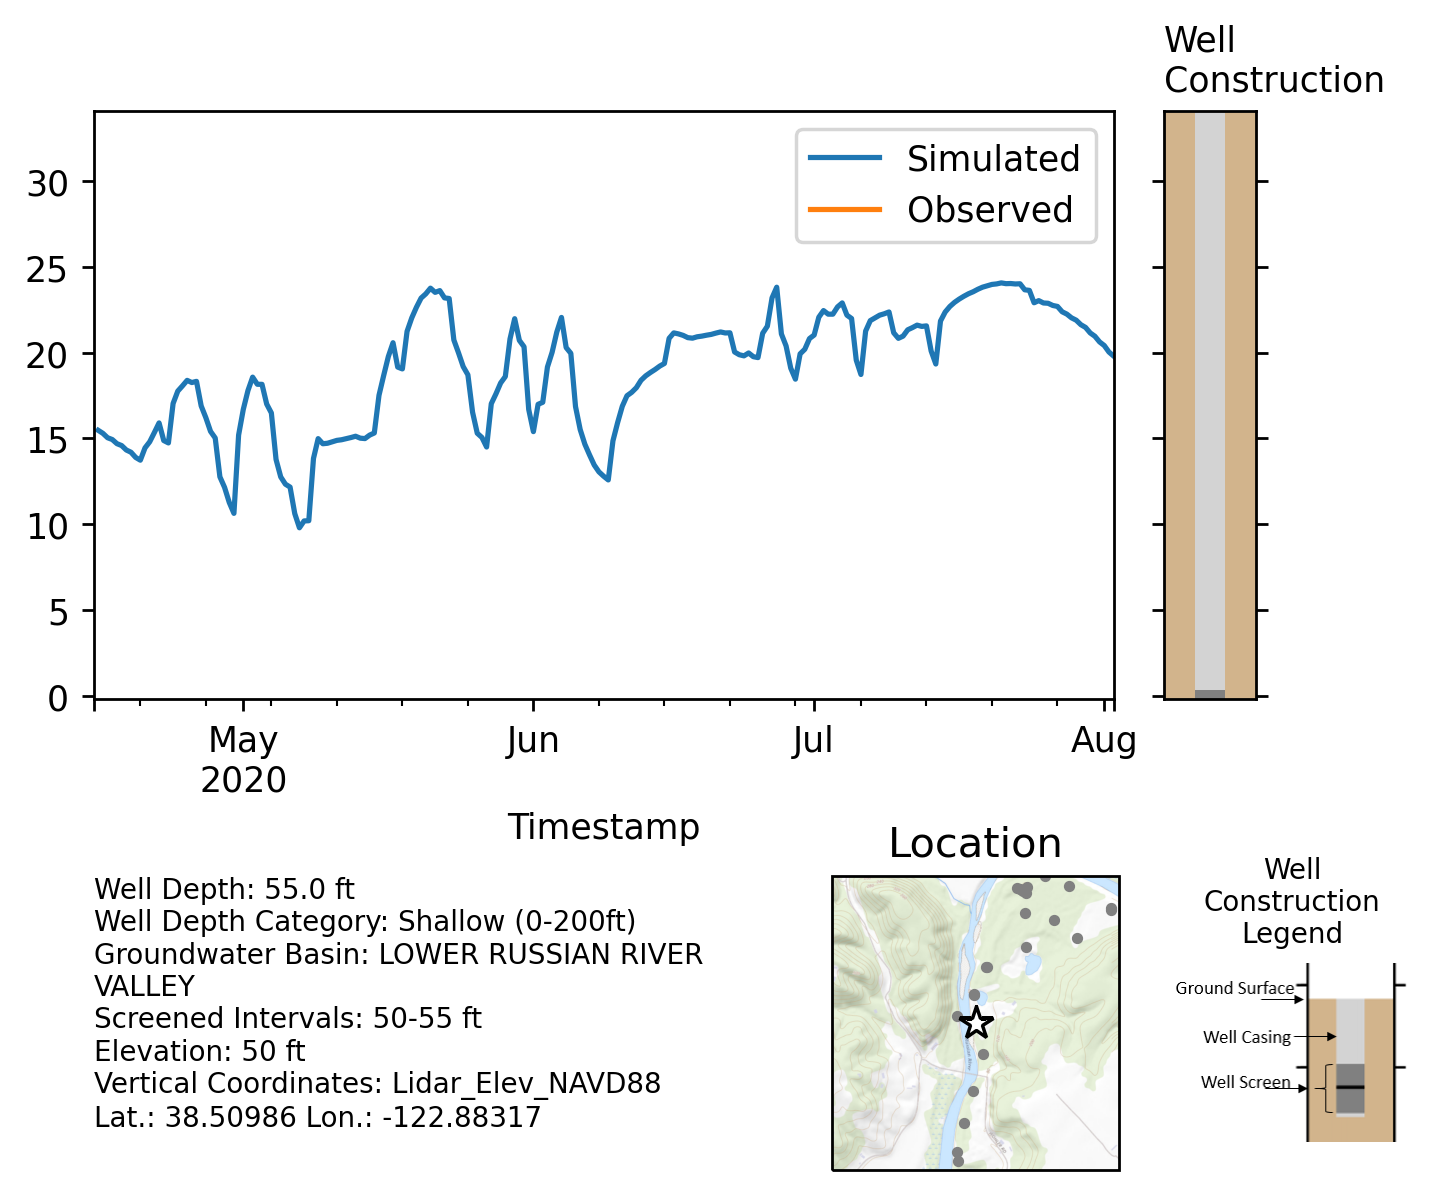 Well
Construction
Simulated
Observed
30
25
20
15
10
5
0
May
2020
Jun
Jul
Aug
Timestamp
Well Depth: 55.0 ft
Well Depth Category: Shallow (0-200ft)
Groundwater Basin: LOWER RUSSIAN RIVER
VALLEY
Screened Intervals: 50-55 ft
Elevation: 50 ft
Vertical Coordinates: Lidar_Elev_NAVD88
Lat.: 38.50986 Lon.: -122.88317
Location
Well
Construction
Legend
Ground Surface
Well Casing
Well Screen